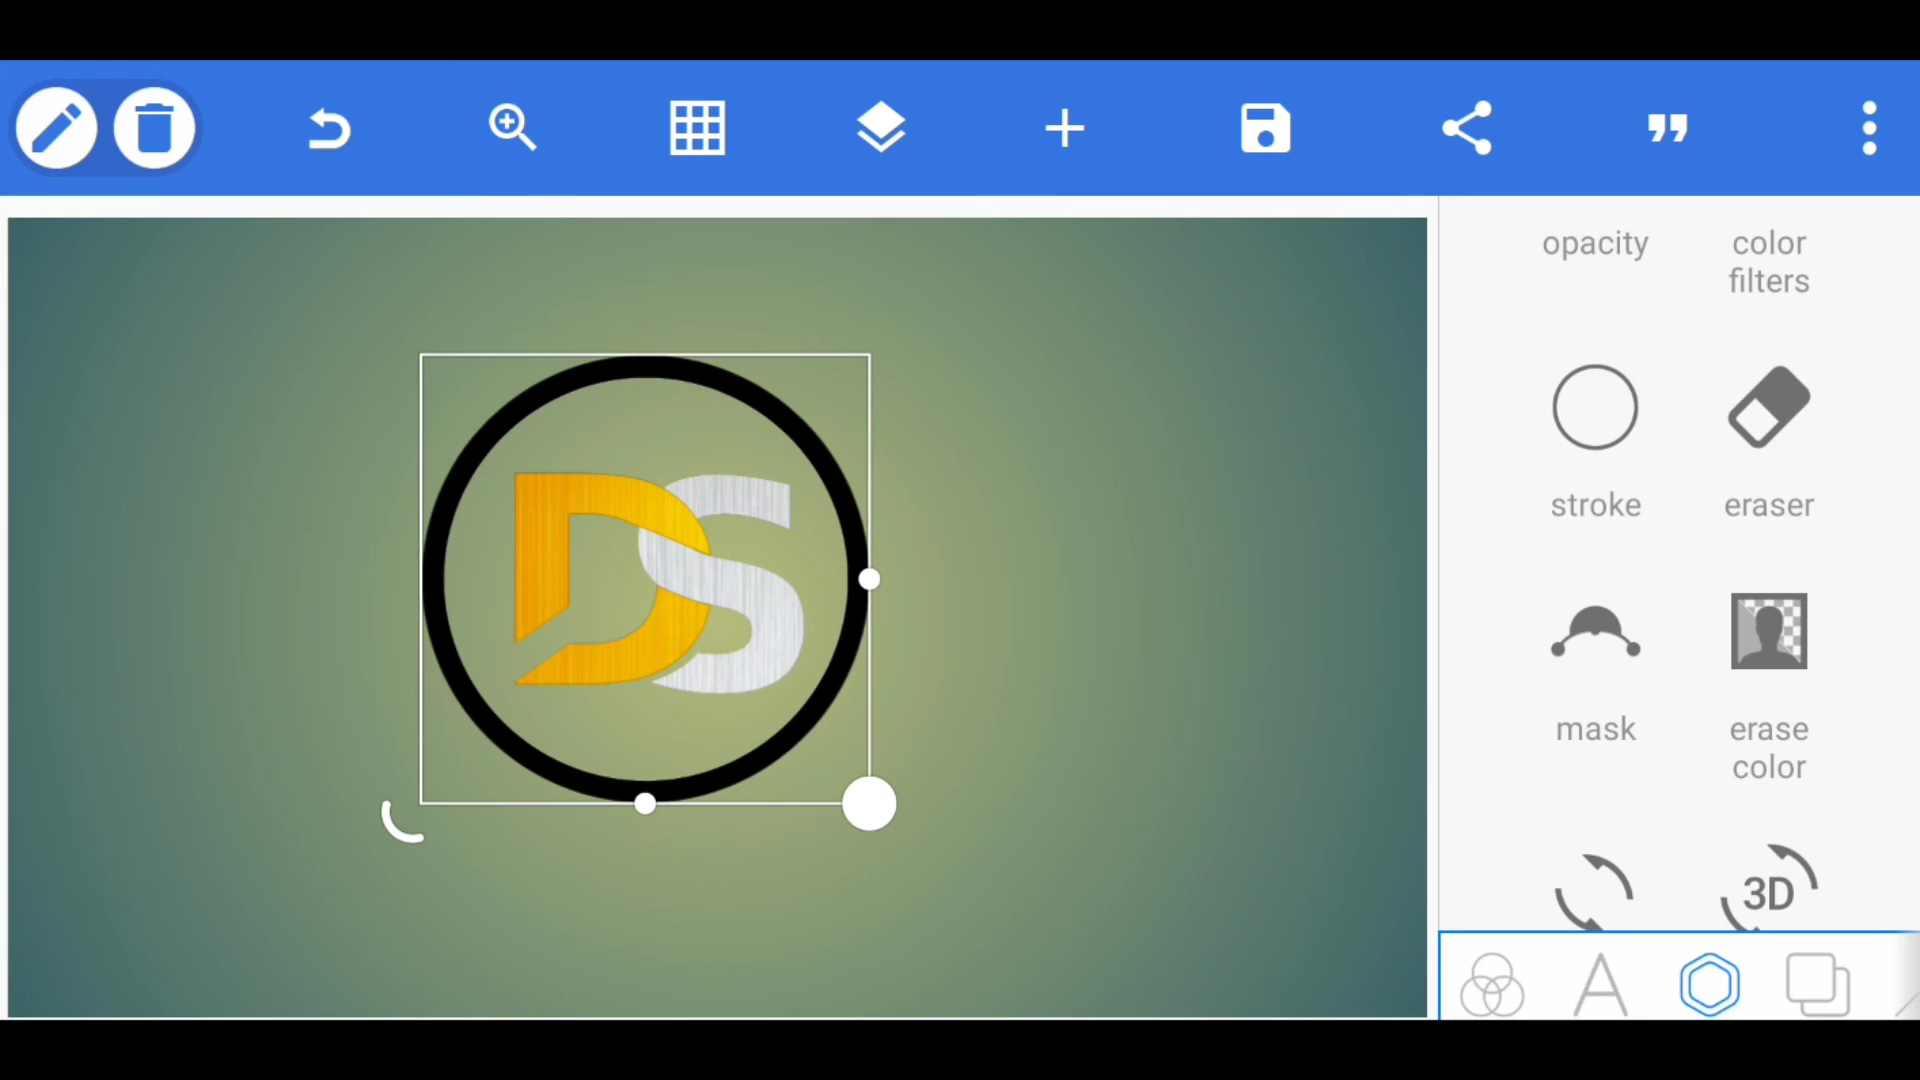 opacity
color
filters
DS
stroke
eraser
mask
erase
color
3D
A